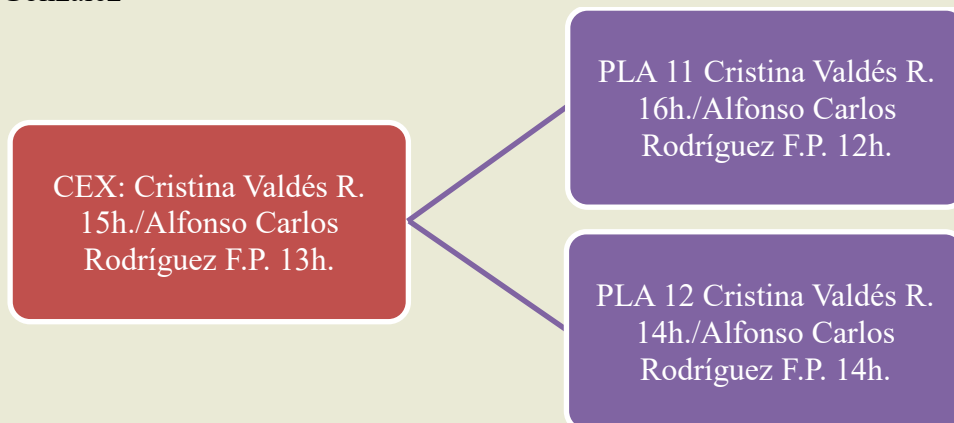 CEX: Cristina Valdés R.
15h./Alfonso Carlos
Rodríguez F.P. 13h.
PLA 11 Cristina Valdés R.
16h./Alfonso Carlos
Rodríguez F.P. 12h.
PLA 12 Cristina Valdés R.
14h./Alfonso Carlos
Rodríguez F.P. 14h.